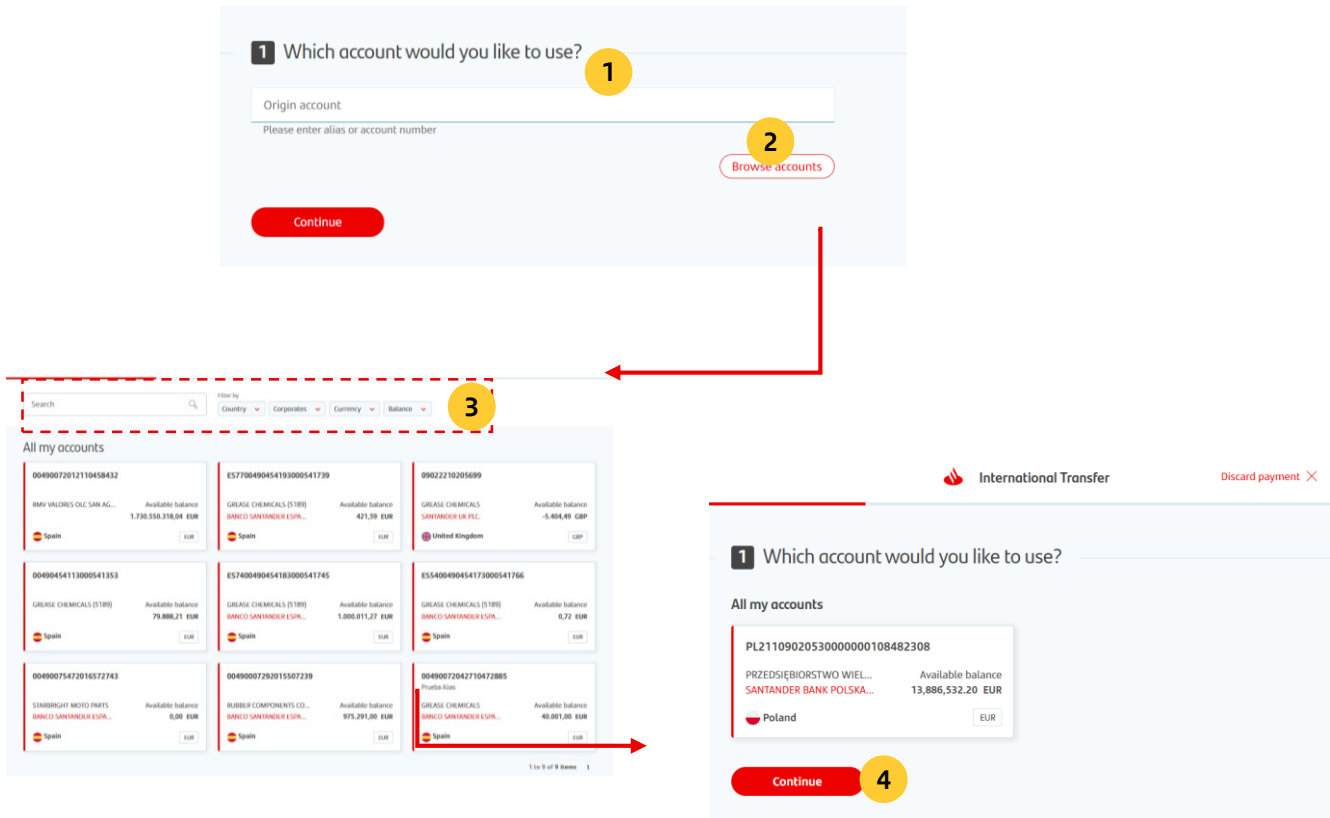 1 Which account would you like to use?
1
Origin account
Please enter alias or account number
2
Browse accounts
Continue
Search
Filter by
Country
Corporates
Currency
Balance
3
All my accounts
00490072012110458432
RMV VALORES OLC SAN AG... Available balance
1.730.550.318,04 EUR
Spain EUR
ES7700490454193000541739
GREASE CHEMICALS (5189) Available balance
BANCO SANTANDER ESPA... 421,59 EUR
Spain EUR
09022210205699
GREASE CHEMICALS Available balance
SANTANDER UK PLC. -5.404,49 GBP
United Kingdom GBP
00490454113000541353
GREASE CHEMICALS (5189) Available balance
79.888,21 EUR
Spain EUR
ES7400490454183000541745
GREASE CHEMICALS (5189) Available balance
BANCO SANTANDER ESPA... 1.000.011,27 EUR
Spain EUR
ES5400490454173000541766
GREASE CHEMICALS (5189) Available balance
BANCO SANTANDER ESPA... 0,72 EUR
Spain EUR
00490075472016572743
STARBRIGHT MOTO PARTS Available balance
BANCO SANTANDER ESPA... 0,00 EUR
Spain EUR
00490007292015507239
RUBBER COMPONENTS CO... Available balance
BANCO SANTANDER ESPA... 975.291,00 EUR
Spain EUR
00490072042710472885
Prueba Alias
GREASE CHEMICALS Available balance
BANCO SANTANDER ESPA... 40.001,00 EUR
Spain EUR
1 to 9 of 9 items 1
International Transfer
Discard payment
1 Which account would you like to use?
All my accounts
PL21109020530000000108482308
PRZEDSIĘBIORSTWO WIEL... Available balance
SANTANDER BANK POLSKA... 13,886,532.20 EUR
Poland EUR
Continue
4